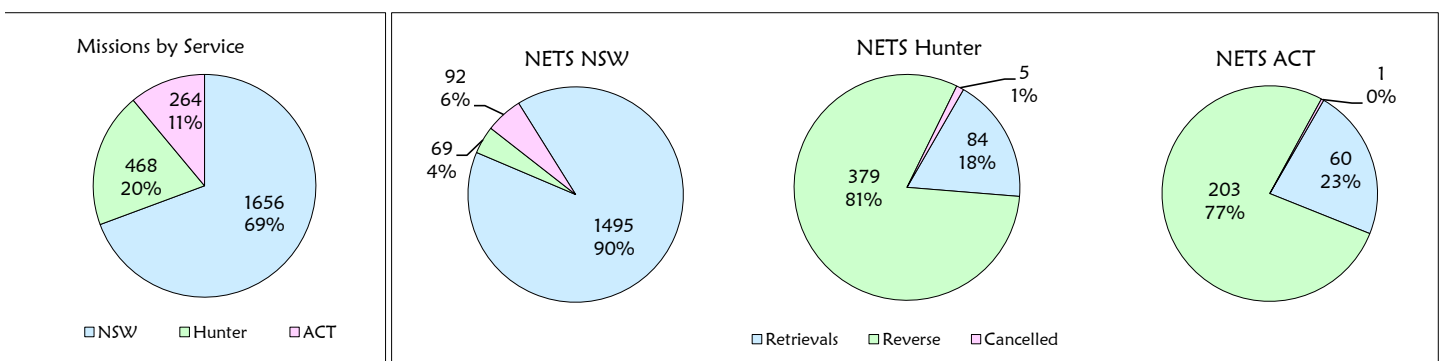 Missions by Service
264
11%
468
20%
1656
69%
NSW
Hunter
ACT
NETS NSW
92
6%
69
4%
1495
90%
NETS Hunter
5
1%
84
18%
379
81%
NETS ACT
1
0%
60
23%
203
77%
Retrievals
Reverse
Cancelled